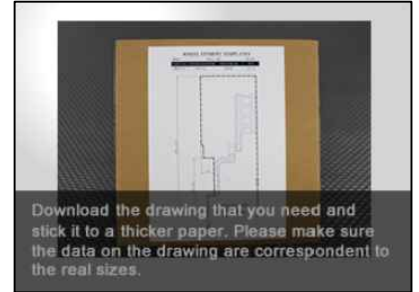 Download the drawing that you need and
stick it to a thicker paper. Please make sure
the data on the drawing are correspondent to
the real sizes.